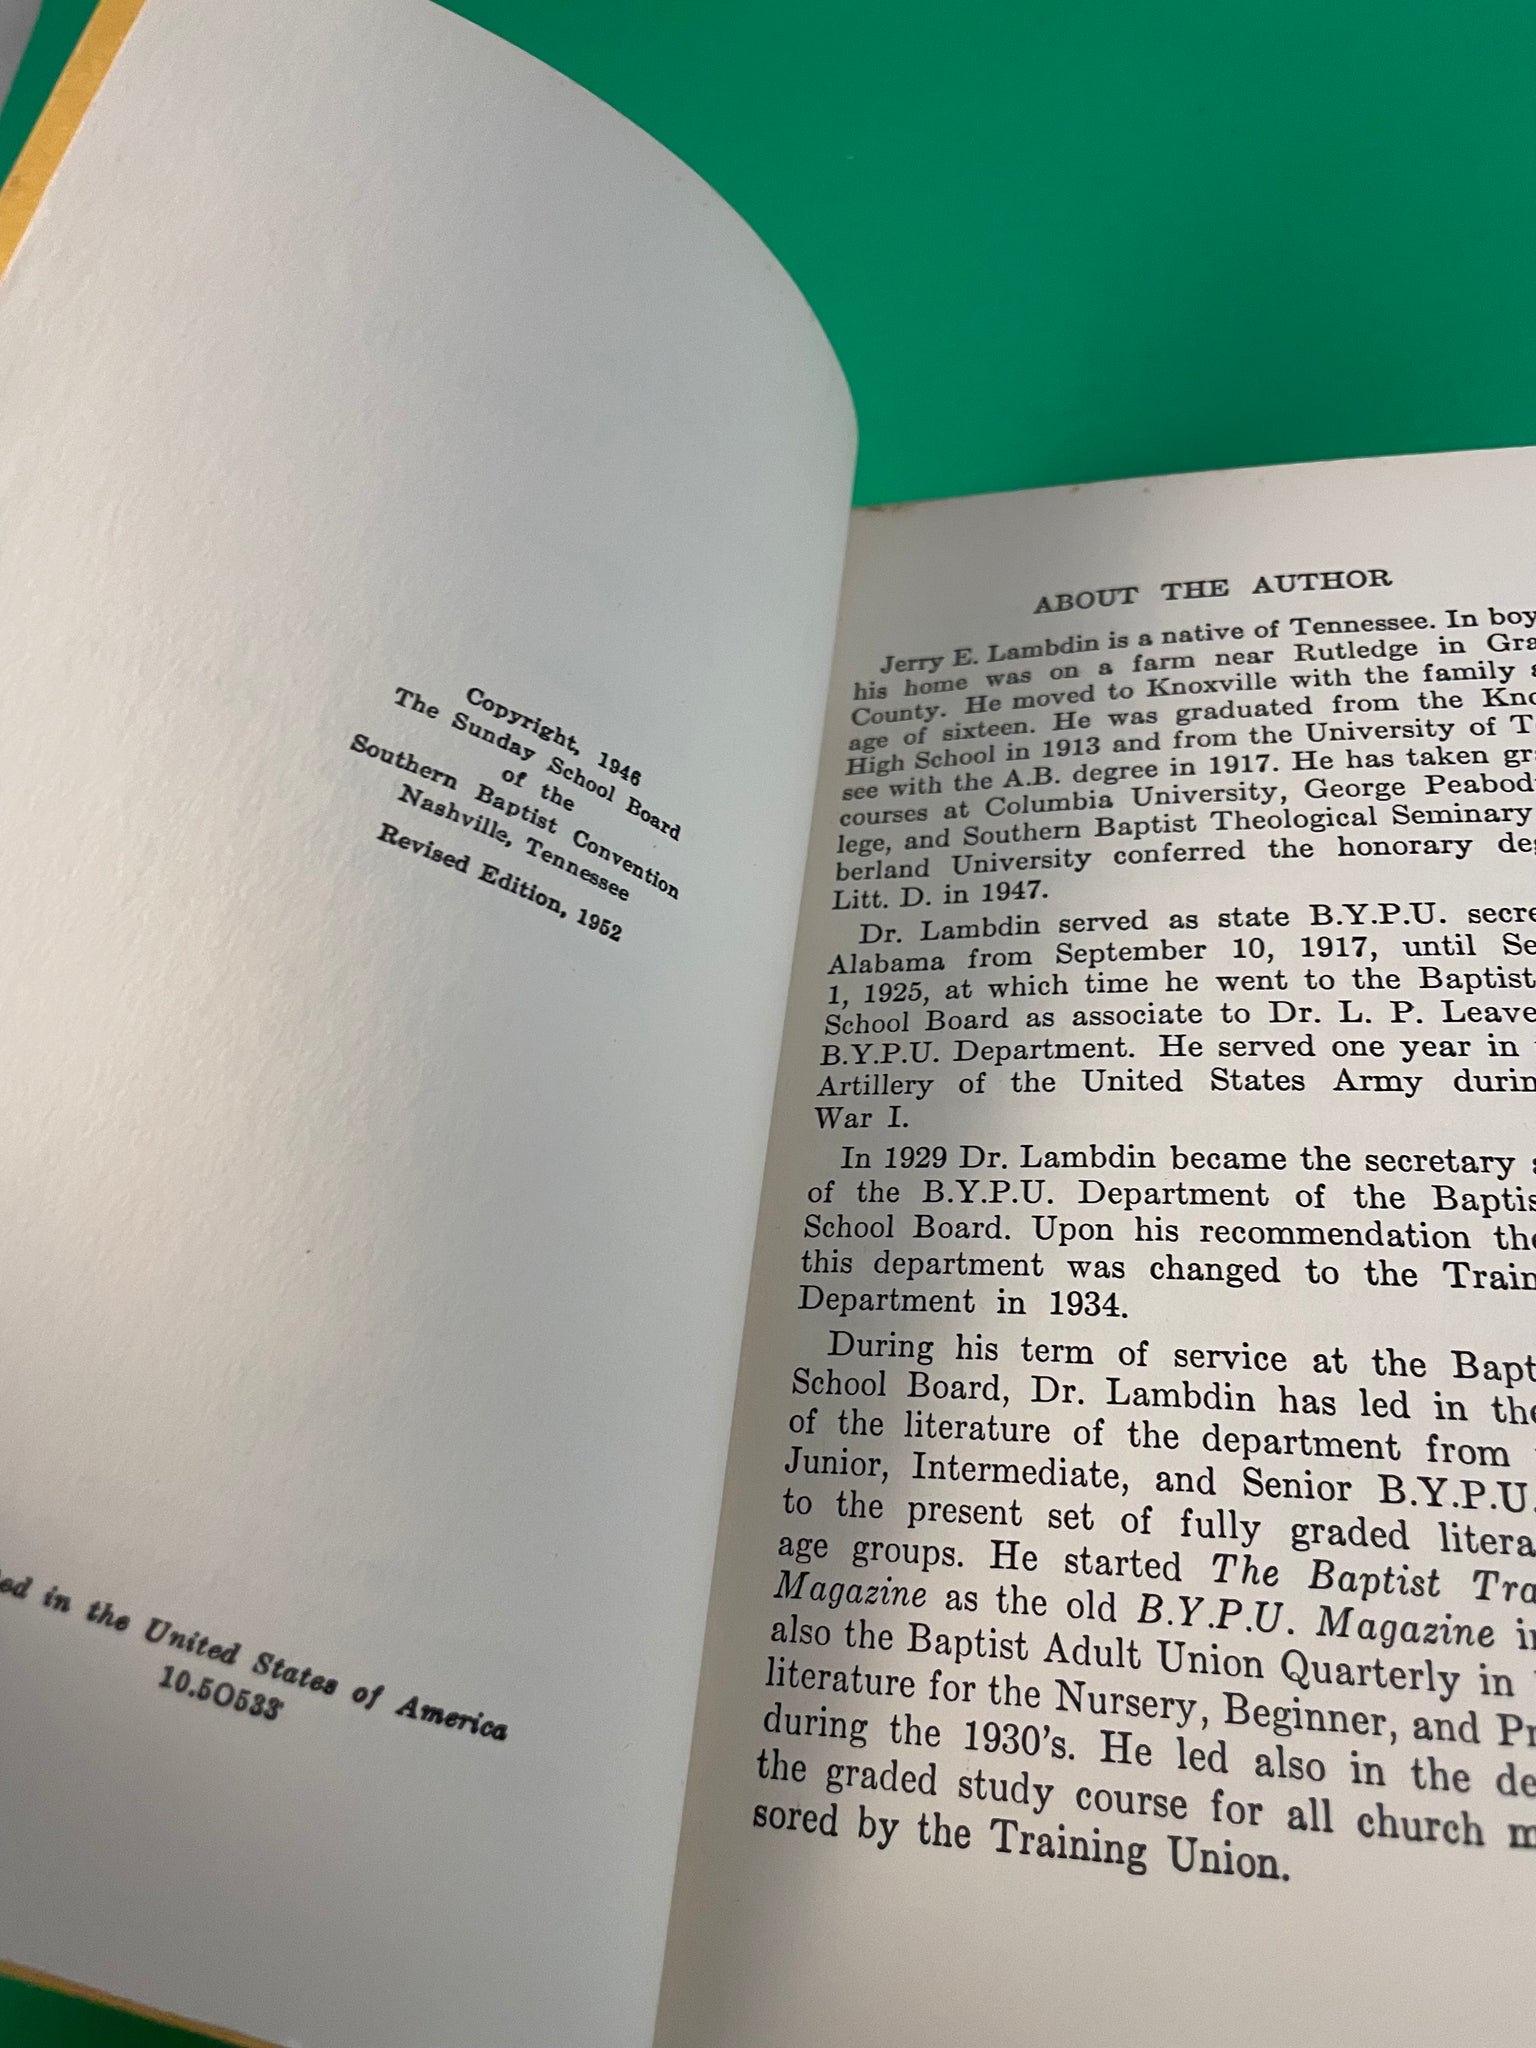 Copyright, 1946
The Sunday School Board
of the
Southern Baptist Convention
Nashville, Tennessee
Revised Edition, 1952
in the United States of America
10.5O533
ABOUT THE AUTHOR
Jerry E. Lambdin is a native of Tennessee. In boy
his home was on a farm near Rutledge in Gra
County. He moved to Knoxville with the family
age of sixteen. He was graduated from the Kno
High School in 1913 and from the University of T
see with the A.B. degree in 1917. He has taken gr
courses at Columbia University, George Peabod
lege, and Southern Baptist Theological Seminary
berland University conferred the honorary de
Litt. D. in 1947.
Dr. Lambdin served as state B.Y.P.U. secre
Alabama from September 10, 1917, until Se
1, 1925, at which time he went to the Baptist
School Board as associate to Dr. L. P. Leave
B.Y.P.U. Department. He served one year in
Artillery of the United States Army durin
War I.
In 1929 Dr. Lambdin became the secretary
of the B.Y.P.U. Department of the Baptis
School Board. Upon his recommendation the
this department was changed to the Train
Department in 1934.
During his term of service at the Bapt
School Board, Dr. Lambdin has led in the
of the literature of the department from
Junior, Intermediate, and Senior B.Y.P.U.
to the present set of fully graded litera
age groups. He started The Baptist Tra
Magazine as the old B.Y.P.U. Magazine in
also the Baptist Adult Union Quarterly in
literature for the Nursery, Beginner, and Pr
during the 1930's. He led also in the de
the graded study course for all church m
sored by the Training Union.